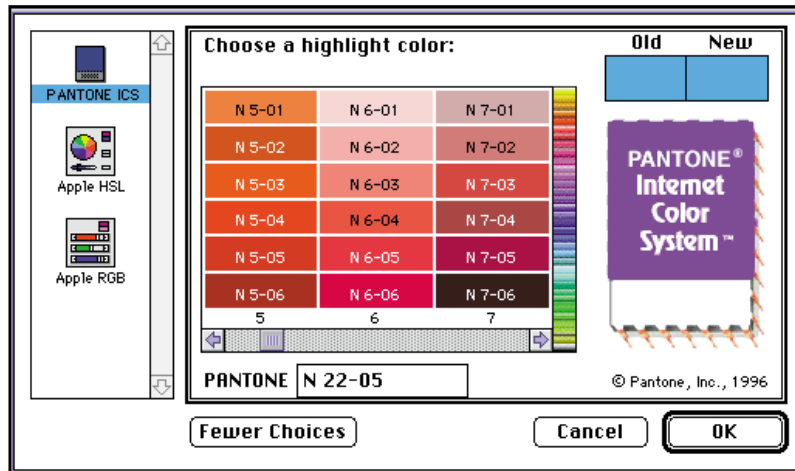 Choose a highlight color:
Old New
PANTONE ICS
Apple HSL
Apple RGB
N 5-01 N 6-01 N 7-01
N 5-02 N 6-02 N 7-02
N 5-03 N 6-03 N 7-03
N 5-04 N 6-04 N 7-04
N 5-05 N 6-05 N 7-05
N 5-06 N 6-06 N 7-06
5 6 7
PANTONE N 22-05
PANTONE®
Internet
Color
System™
© Pantone, Inc., 1996
Fewer Choices Cancel OK